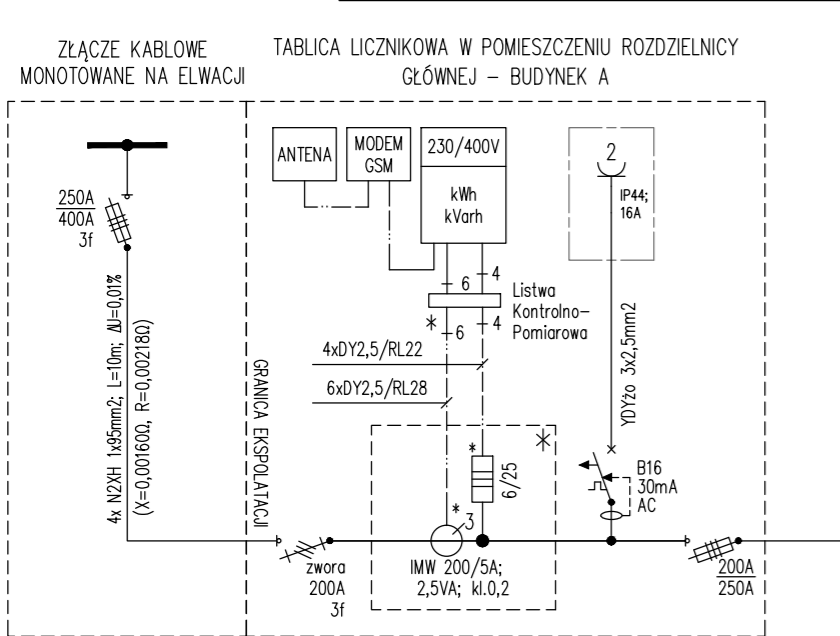 ZŁĄCZE KABLOWE
MONOTOWANE NA ELWACJI
TABLICA LICZNIKOWA W POMIESZCZENIU ROZDZIELNICY
GŁÓWNEJ – BUDYNEK A
250A
400A
3f
4x N2XH 1x95mm2; L=10m; ΔU=0,01%
(X=0,00160Ω, R=0,00218Ω)
GRANICA EKSPOLATACJI
ANTENA
MODEM
GSM
230/400V
kWh
kVarh
6
4
Listwa
Kontrolno-
Pomiarowa
*
6
4
4xDY2,5/RL22
6xDY2,5/RL28
*
*
6/25
*
3
IMW 200/5A;
2,5VA; kl.0,2
zwora
200A
3f
2
IP44;
16A
YDYżo 3x2,5mm2
B16
30mA
AC
200A
250A